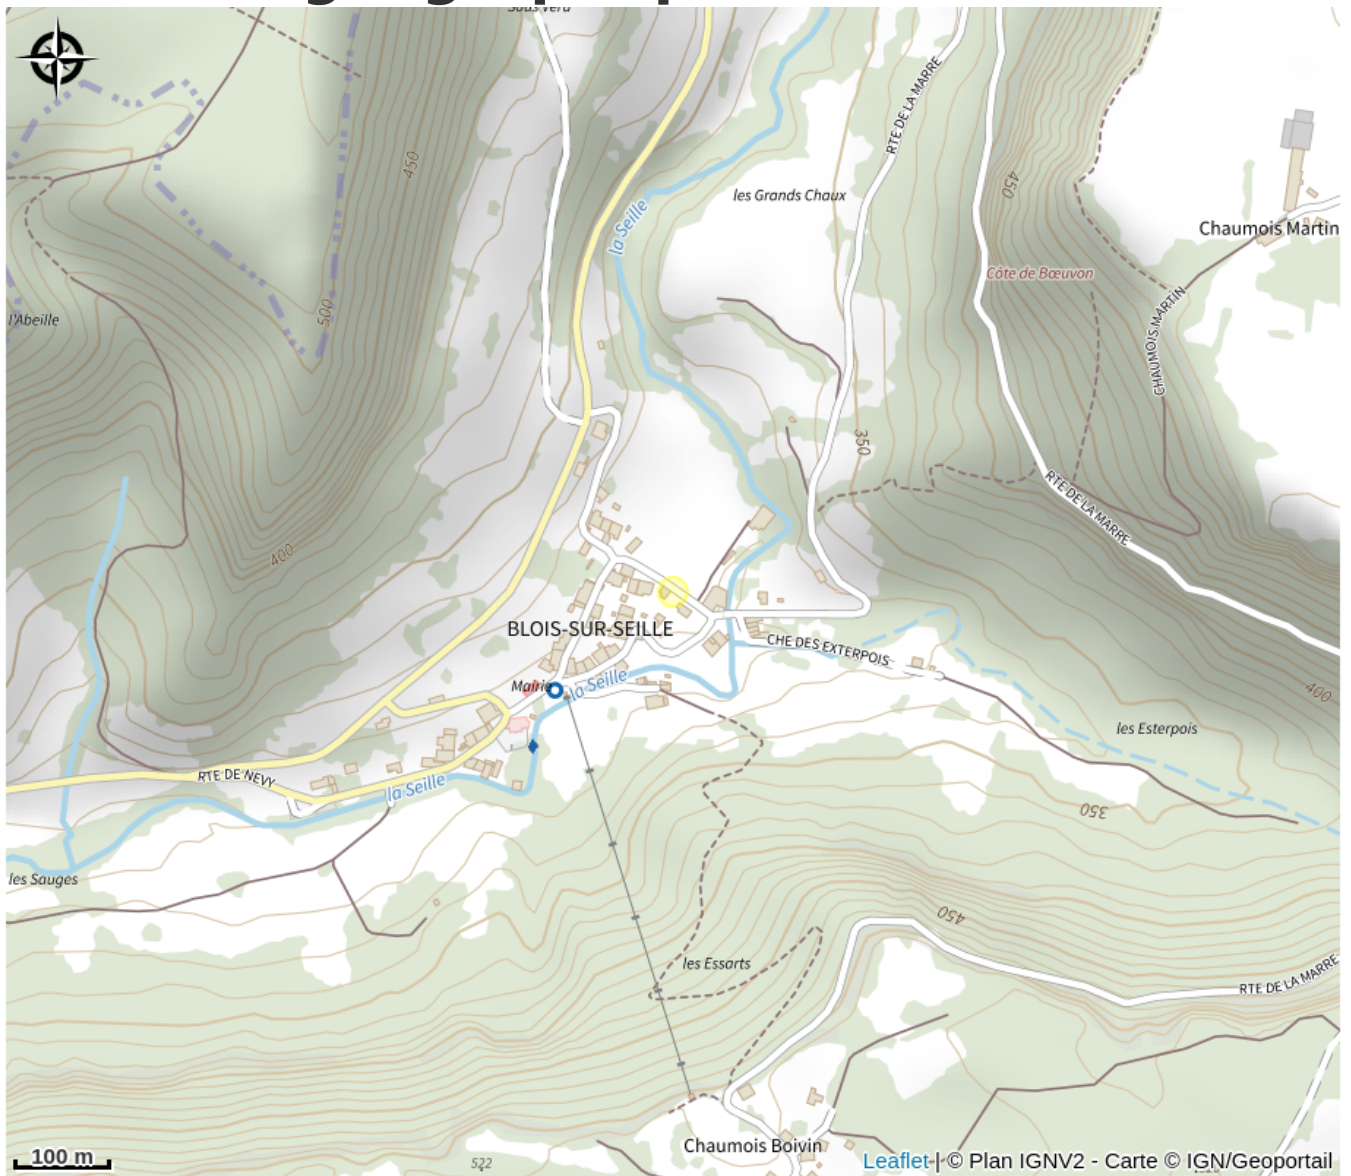 Sous Verd
RTE DE LA MARRE
450
450
les Grands Chaux
la Seille
Chaumois Martin
Côte de Bœuvon
CHAUMOIS MARTIN
500
l'Abeille
350
RTE DE LA MARRE
400
BLOIS-SUR-SEILLE
CHE DES EXTERPOIS
Mairie
la Seille
400
les Esterpois
RTE DE NEVY
la Seille
350
les Sauges
450
les Essarts
RTE DE LA MARRE
Chaumois Boivin
100 m
522
Leaflet | © Plan IGNV2 - Carte © IGN/Geoportail